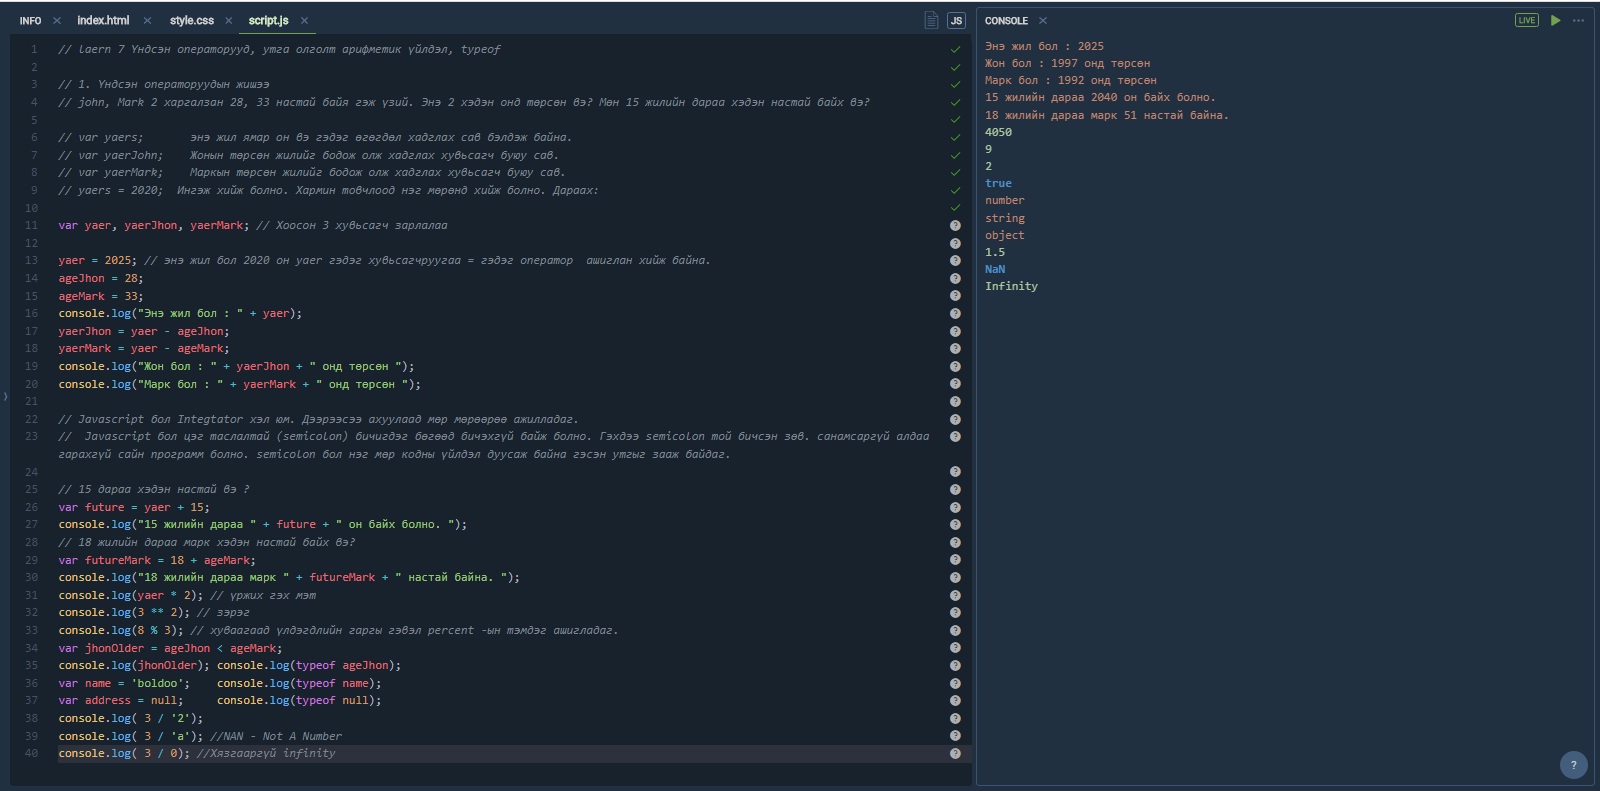 INFO
index.html
style.css
script.js
JS
1 // laern 7 Үндсэн операторууд, утга олголт арифметик үйлдэл, typeof
2
3 // 1. Үндсэн операторуудын жишээ
4 // john, Mark 2 харгалзан 28, 33 настай байя гэж үзий. Энэ 2 хэдэн онд төрсөн вэ? Мөн 15 жилийн дараа хэдэн настай байх вэ?
5
6 // var yaers; энэ жил ямар он вэ гэдэг өгөгдөл хадглах сав бэлдэж байна.
7 // var yaerJohn; Жонын төрсөн жилийг бодож олж хадглах хувьсагч буюу сав.
8 // var yaerMark; Маркын төрсөн жилийг бодож олж хадглах хувьсагч буюу сав.
9 // yaers = 2020; Ингэж хийж болно. Хармин товчлоод нэг мөрөнд хийж болно. Дараах:
10
11 var yaer, yaerJhon, yaerMark; // Хоосон 3 хувьсагч зарлалаа
12
13 yaer = 2025; // энэ жил бол 2020 он yaer гэдэг хувьсагчруугаа = гэдэг оператор ашиглан хийж байна.
14 ageJhon = 28;
15 ageMark = 33;
16 console.log("Энэ жил бол : " + yaer);
17 yaerJhon = yaer - ageJhon;
18 yaerMark = yaer - ageMark;
19 console.log("Жон бол : " + yaerJhon + " онд төрсөн ");
20 console.log("Марк бол : " + yaerMark + " онд төрсөн ");
21
22 // Javascript бол Integtator хэл юм. Дээрээсээ ахуулаад мөр мөрөөрөө ажилладаг.
23 // Javascript бол цэг таслалтай (semicolon) бичигдэг бөгөөд бичэхгүй байж болно. Гэхдээ semicolon той бичсэн зөв. санамсаргүй алдаа
гарахгүй сайн программ болно. semicolon бол нэг мөр кодны үйлдэл дуусаж байна гэсэн утгыг зааж байдаг.
24
25 // 15 дараа хэдэн настай вэ ?
26 var future = yaer + 15;
27 console.log("15 жилийн дараа " + future + " он байх болно. ");
28 // 18 жилийн дараа марк хэдэн настай байх вэ?
29 var futureMark = 18 + ageMark;
30 console.log("18 жилийн дараа марк " + futureMark + " настай байна. ");
31 console.log(yaer * 2); // үржих гэх мэт
32 console.log(3 ** 2); // зэрэг
33 console.log(8 % 3); // хуваагаад үлдэгдлийн гаргы гэвэл percent -ын тэмдэг ашигладаг.
34 var jhonOlder = ageJhon < ageMark;
35 console.log(jhonOlder); console.log(typeof ageJhon);
36 var name = 'boldoo'; console.log(typeof name);
37 var address = null; console.log(typeof null);
38 console.log( 3 / '2');
39 console.log( 3 / 'a'); //NAN - Not A Number
40 console.log( 3 / 0); //Хязгааргүй infinity
CONSOLE
LIVE
Энэ жил бол : 2025
Жон бол : 1997 онд төрсөн
Марк бол : 1992 онд төрсөн
15 жилийн дараа 2040 он байх болно.
18 жилийн дараа марк 51 настай байна.
4050
9
2
true
number
string
object
1.5
NaN
Infinity
?